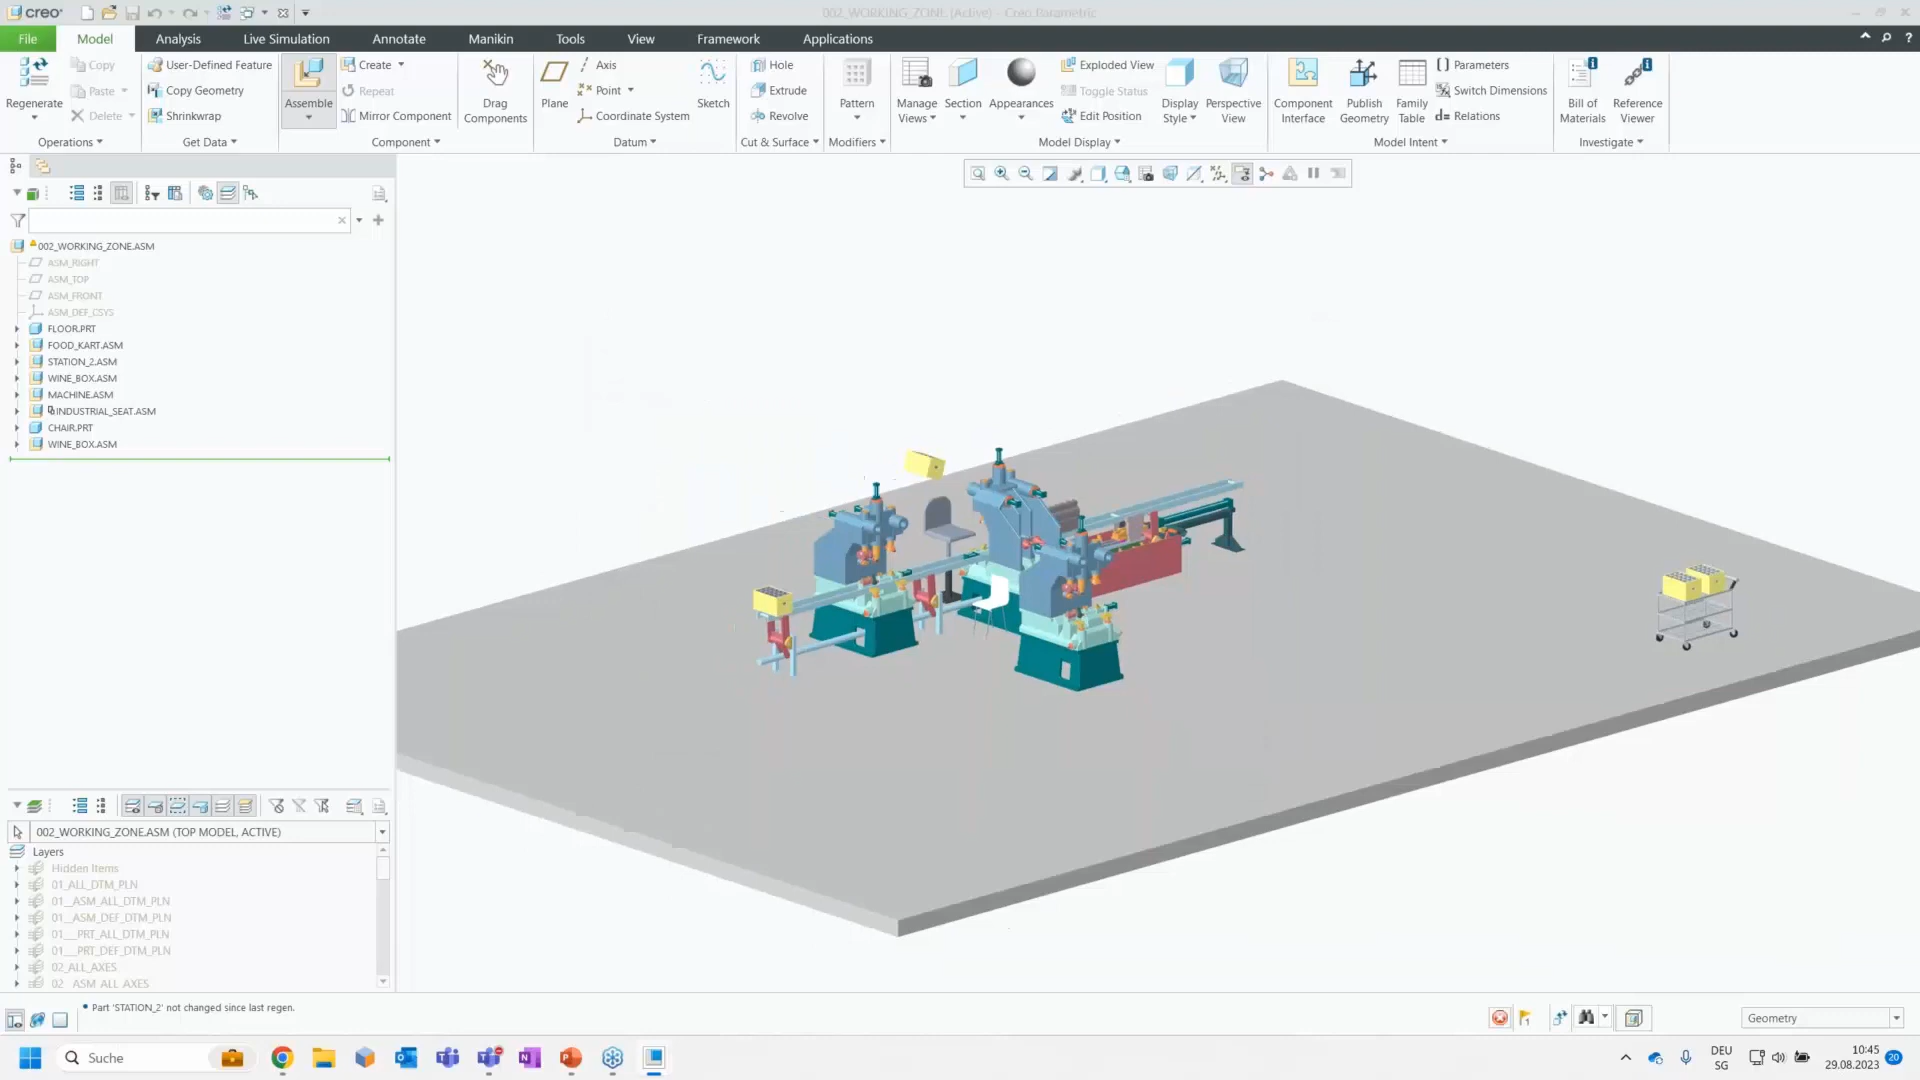 creo
002_WORKING_ZONE (Active) - Creo Parametric
File Model Analysis Live Simulation Annotate Manikin Tools View Framework Applications
Regenerate
Copy
Paste
Delete
Operations
User-Defined Feature
Copy Geometry
Shrinkwrap
Get Data
Assemble
Create
Repeat
Mirror Component
Component
Drag
Components
Plane
Axis
Point
Coordinate System
Sketch
Datum
Hole
Extrude
Revolve
Cut & Surface
Pattern
Modifiers
Manage
Views
Section
Appearances
Exploded View
Toggle Status
Edit Position
Display
Style
Perspective
View
Model Display
Component
Interface
Publish
Geometry
Family
Table
Parameters
Switch Dimensions
Relations
Model Intent
Bill of
Materials
Reference
Viewer
Investigate
002_WORKING_ZONE.ASM
ASM_RIGHT
ASM_TOP
ASM_FRONT
ASM_DEF_CSYS
FLOOR.PRT
FOOD_KART.ASM
STATION_2.ASM
WINE_BOX.ASM
MACHINE.ASM
INDUSTRIAL_SEAT.ASM
CHAIR.PRT
WINE_BOX.ASM
002_WORKING_ZONE.ASM (TOP MODEL, ACTIVE)
Layers
Hidden Items
01_ALL_DTM_PLN
01__ASM_ALL_DTM_PLN
01__ASM_DEF_DTM_PLN
01___PRT_ALL_DTM_PLN
01___PRT_DEF_DTM_PLN
02_ALL_AXES
02__ASM_ALL_AXES
Part 'STATION_2' not changed since last regen.
1
Geometry
Suche
DEU
SG
10:45
29.08.2023
20